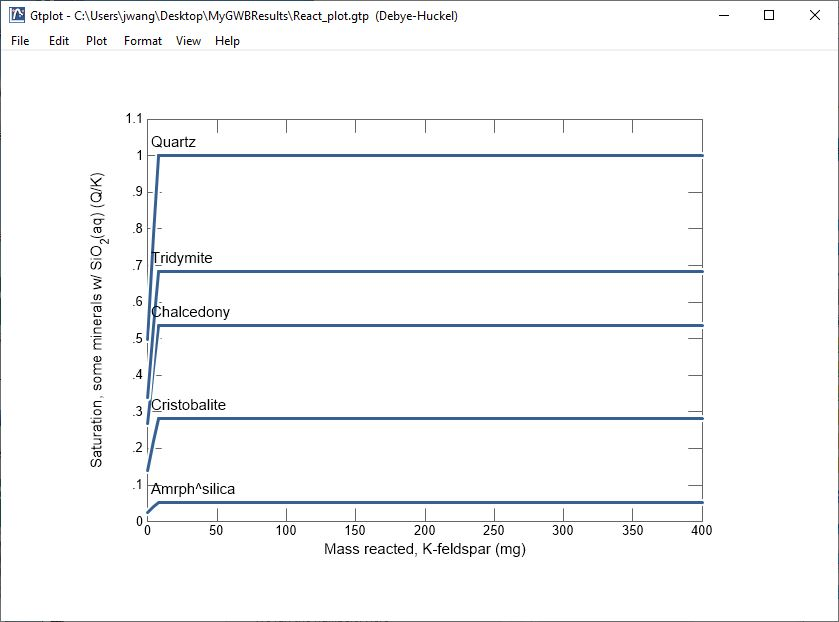 Gtplot - C:\Users\jwang\Desktop\MyGWBResults\React_plot.gtp (Debye-Huckel)
File Edit Plot Format View Help
1.1
1
.9
.8
.7
.6
.5
.4
.3
.2
.1
0
Saturation, some minerals w/ SiO2(aq) (Q/K)
Quartz
Tridymite
Chalcedony
Cristobalite
Amrph^silica
0 50 100 150 200 250 300 350 400
Mass reacted, K-feldspar (mg)